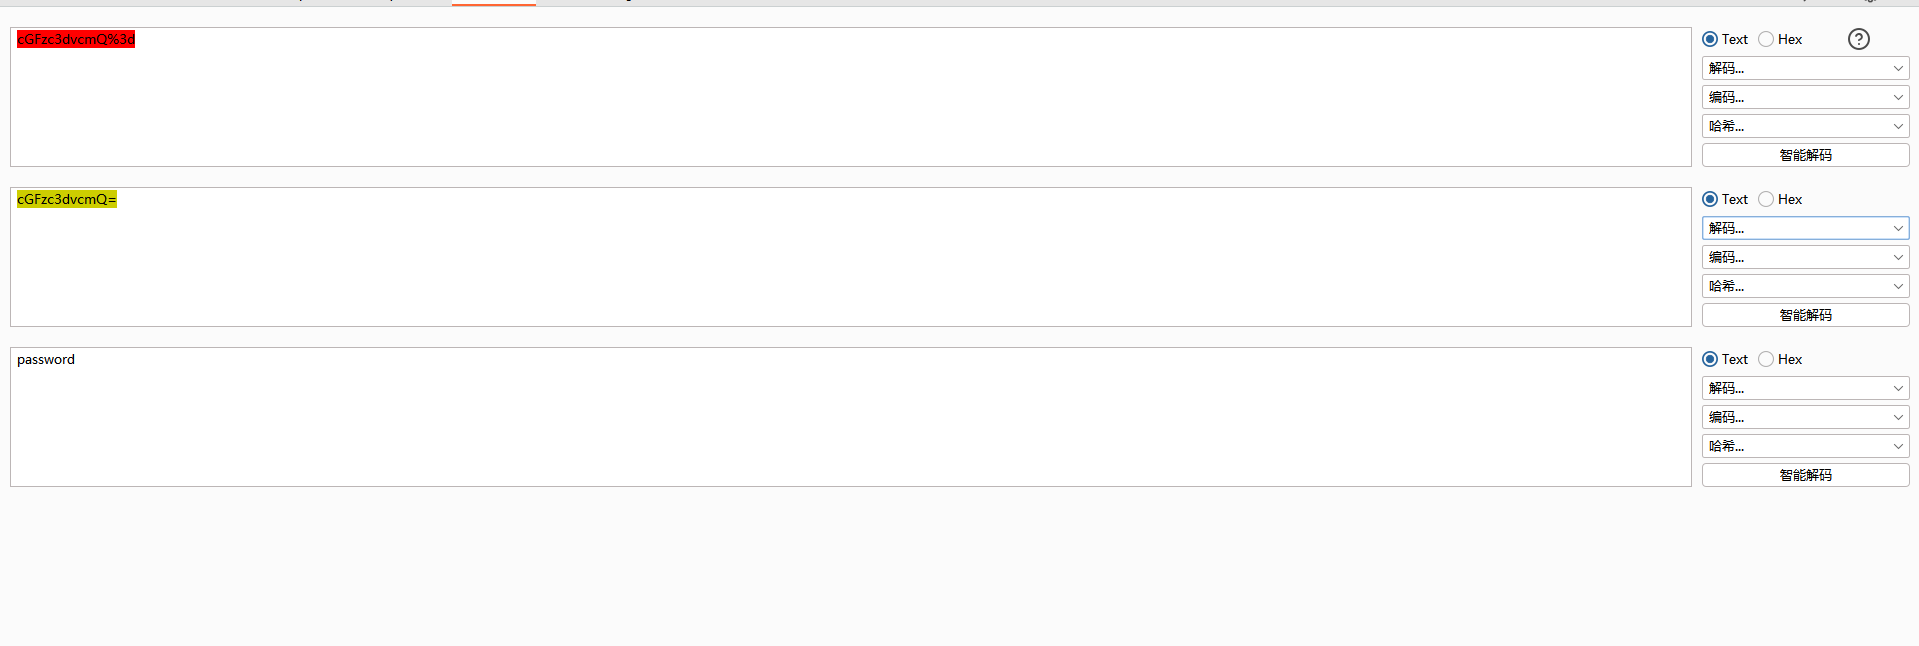 cGFzc3dvcmQ%3d
Text Hex ?
解码...
编码...
哈希...
智能解码
cGFzc3dvcmQ=
Text Hex
解码...
编码...
哈希...
智能解码
password
Text Hex
解码...
编码...
哈希...
智能解码